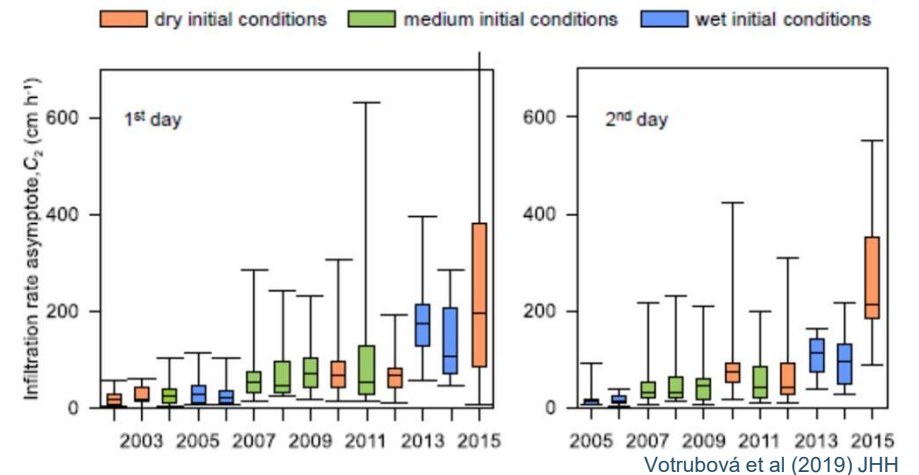 dry initial conditions medium initial conditions wet initial conditions
Infiltration rate asymptote, C₂ (cm h⁻¹)
1st day
600
400
200
0
2003 2005 2007 2009 2011 2013 2015
2nd day
600
400
200
0
2005 2007 2009 2011 2013 2015
Votrubová et al (2019) JHH